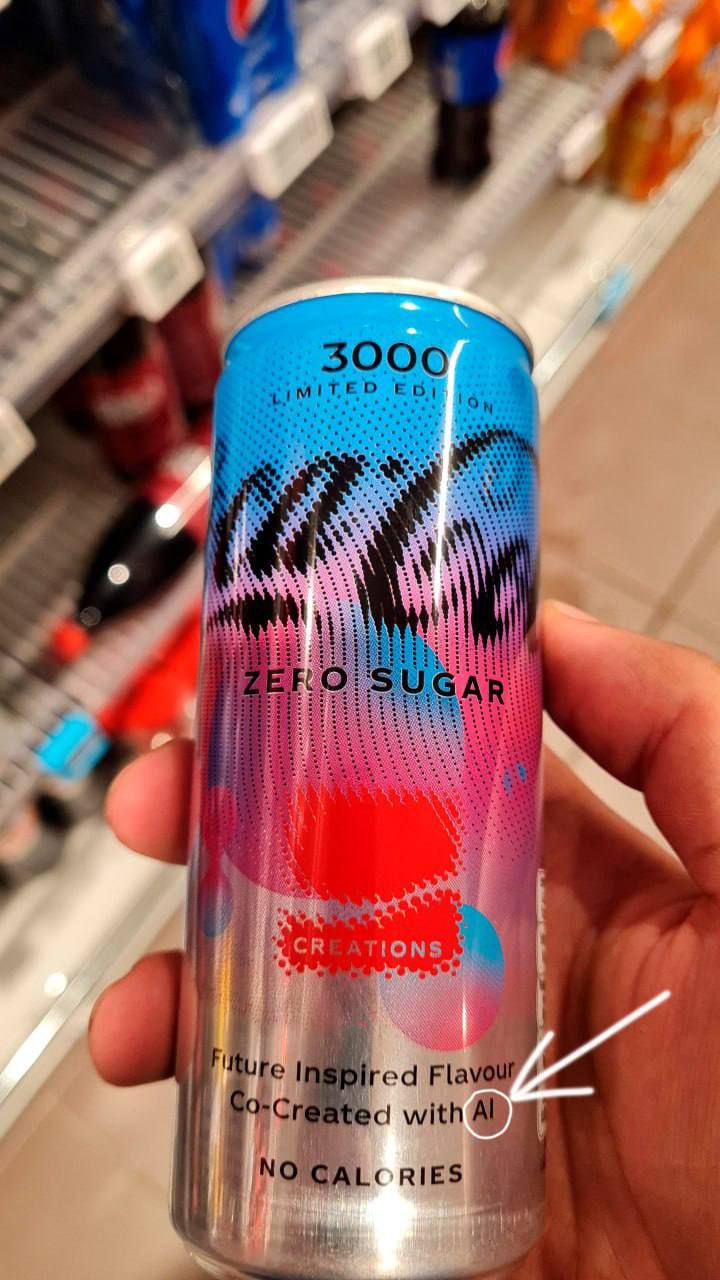 3000
LIMITED EDITION
ZERO SUGAR
CREATIONS
Future Inspired Flavour
Co-Created with AI
NO CALORIES